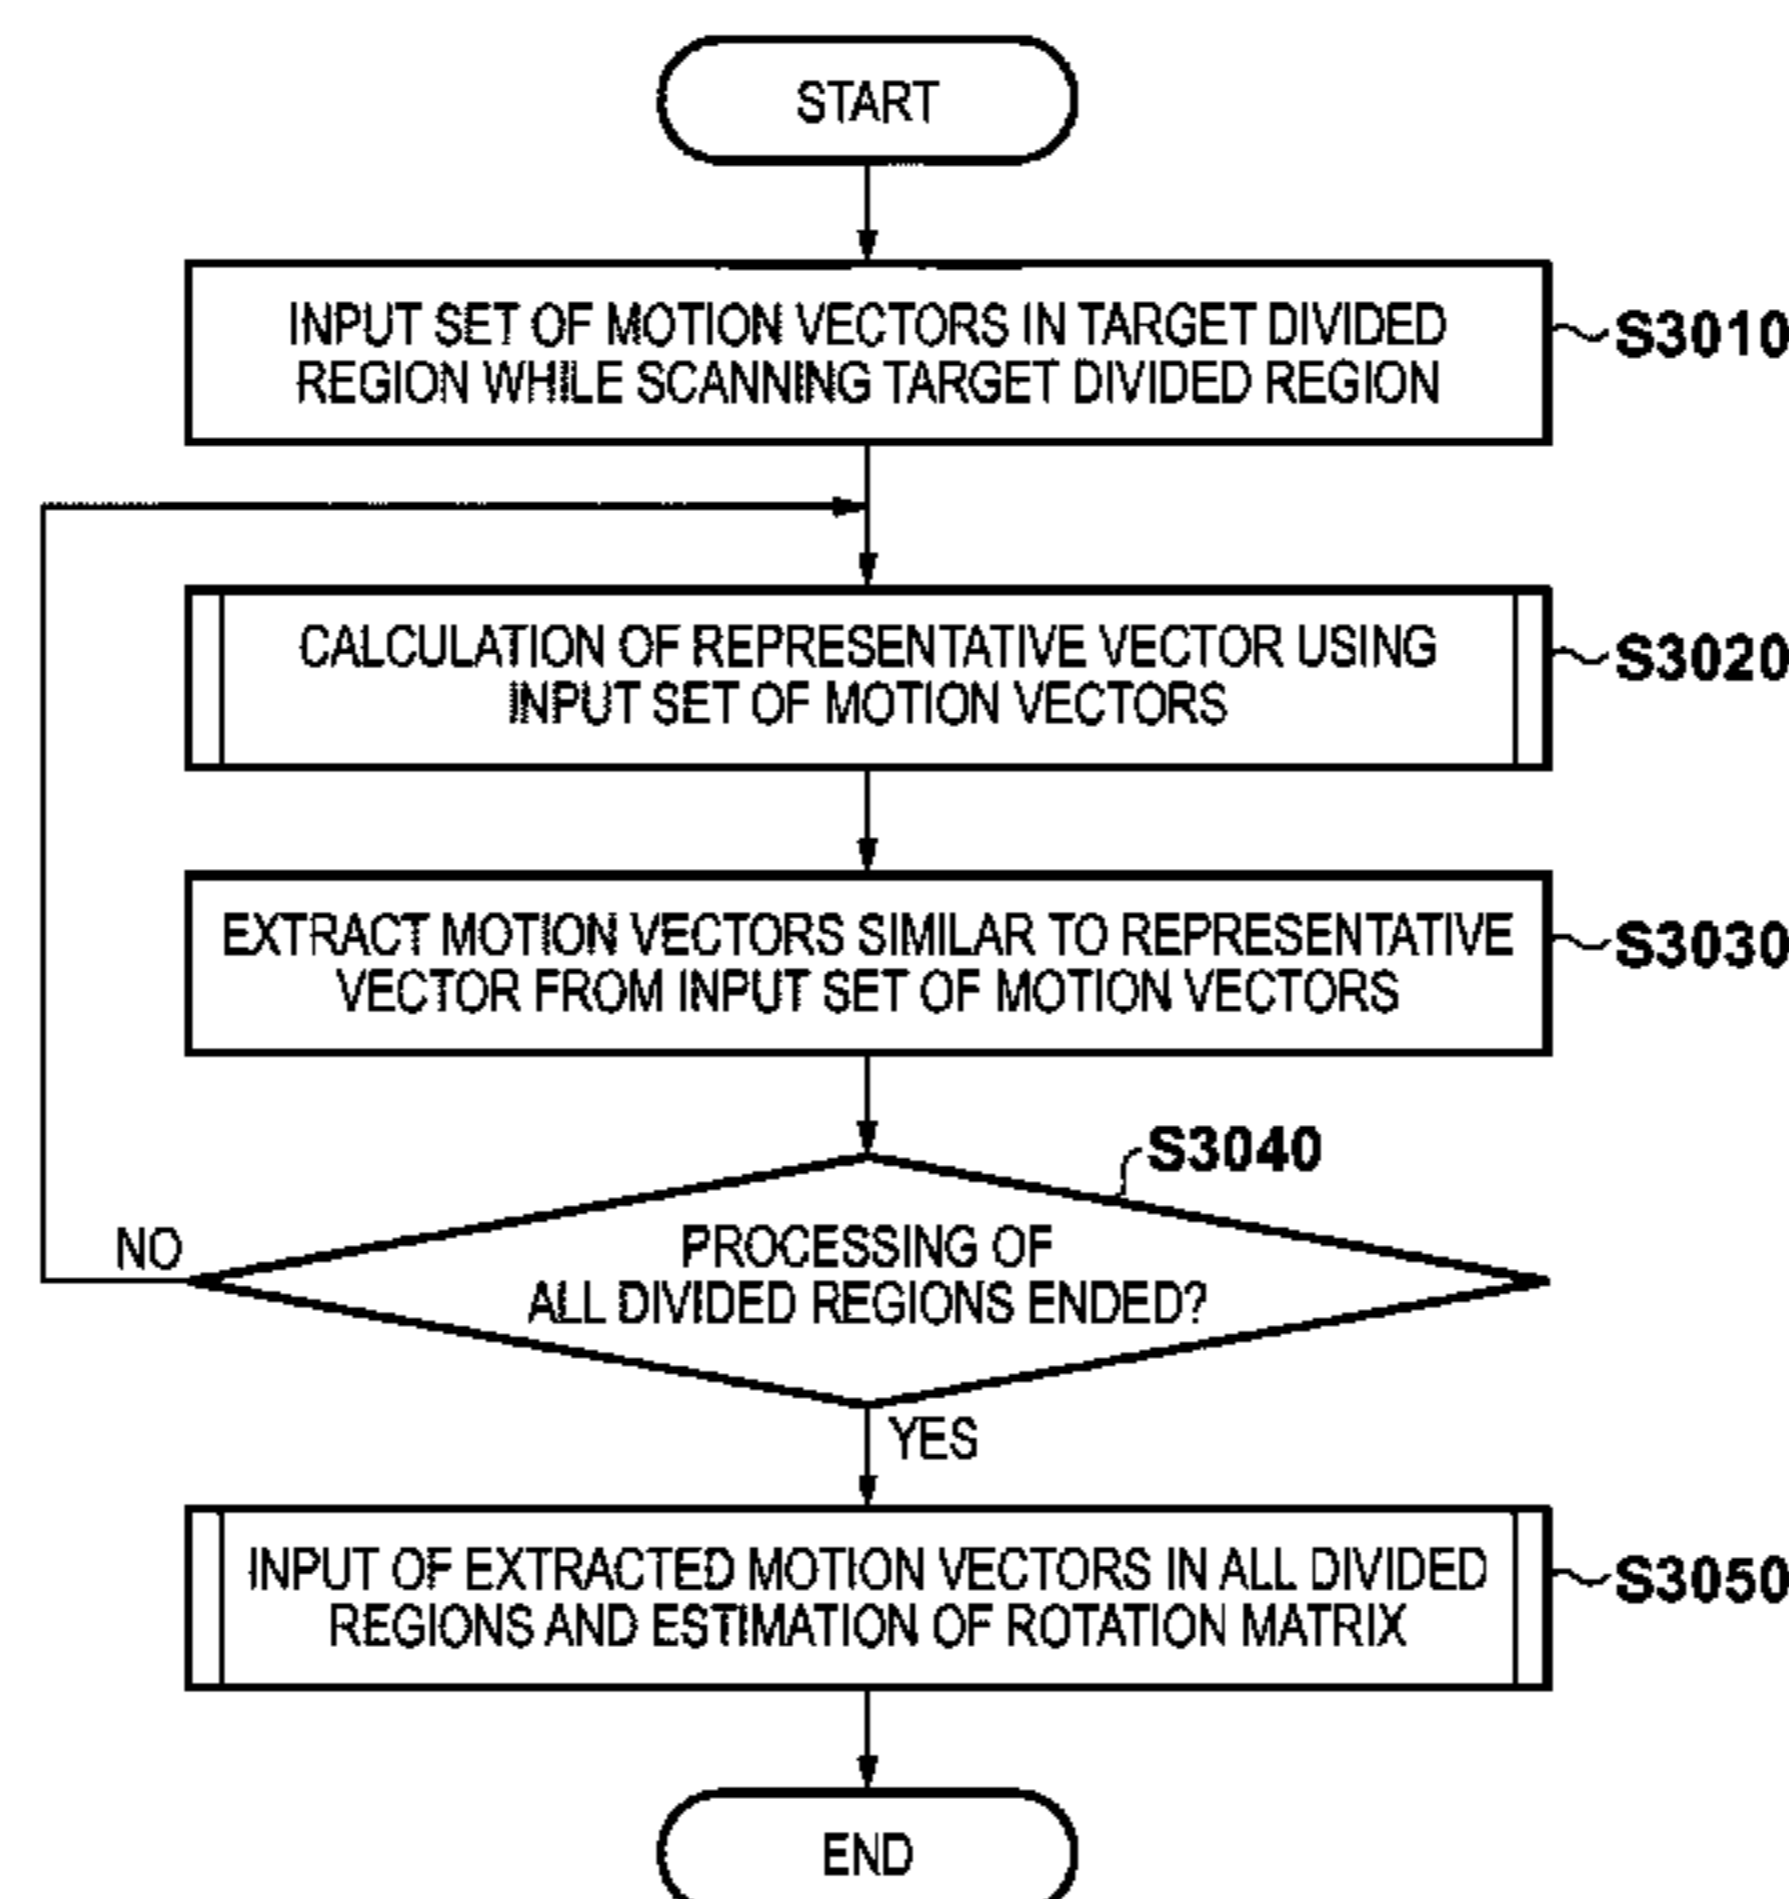 START
INPUT SET OF MOTION VECTORS IN TARGET DIVIDED
REGION WHILE SCANNING TARGET DIVIDED REGION
S3010
CALCULATION OF REPRESENTATIVE VECTOR USING
INPUT SET OF MOTION VECTORS
S3020
EXTRACT MOTION VECTORS SIMILAR TO REPRESENTATIVE
VECTOR FROM INPUT SET OF MOTION VECTORS
S3030
S3040
PROCESSING OF
ALL DIVIDED REGIONS ENDED?
NO
YES
INPUT OF EXTRACTED MOTION VECTORS IN ALL DIVIDED
REGIONS AND ESTIMATION OF ROTATION MATRIX
S3050
END